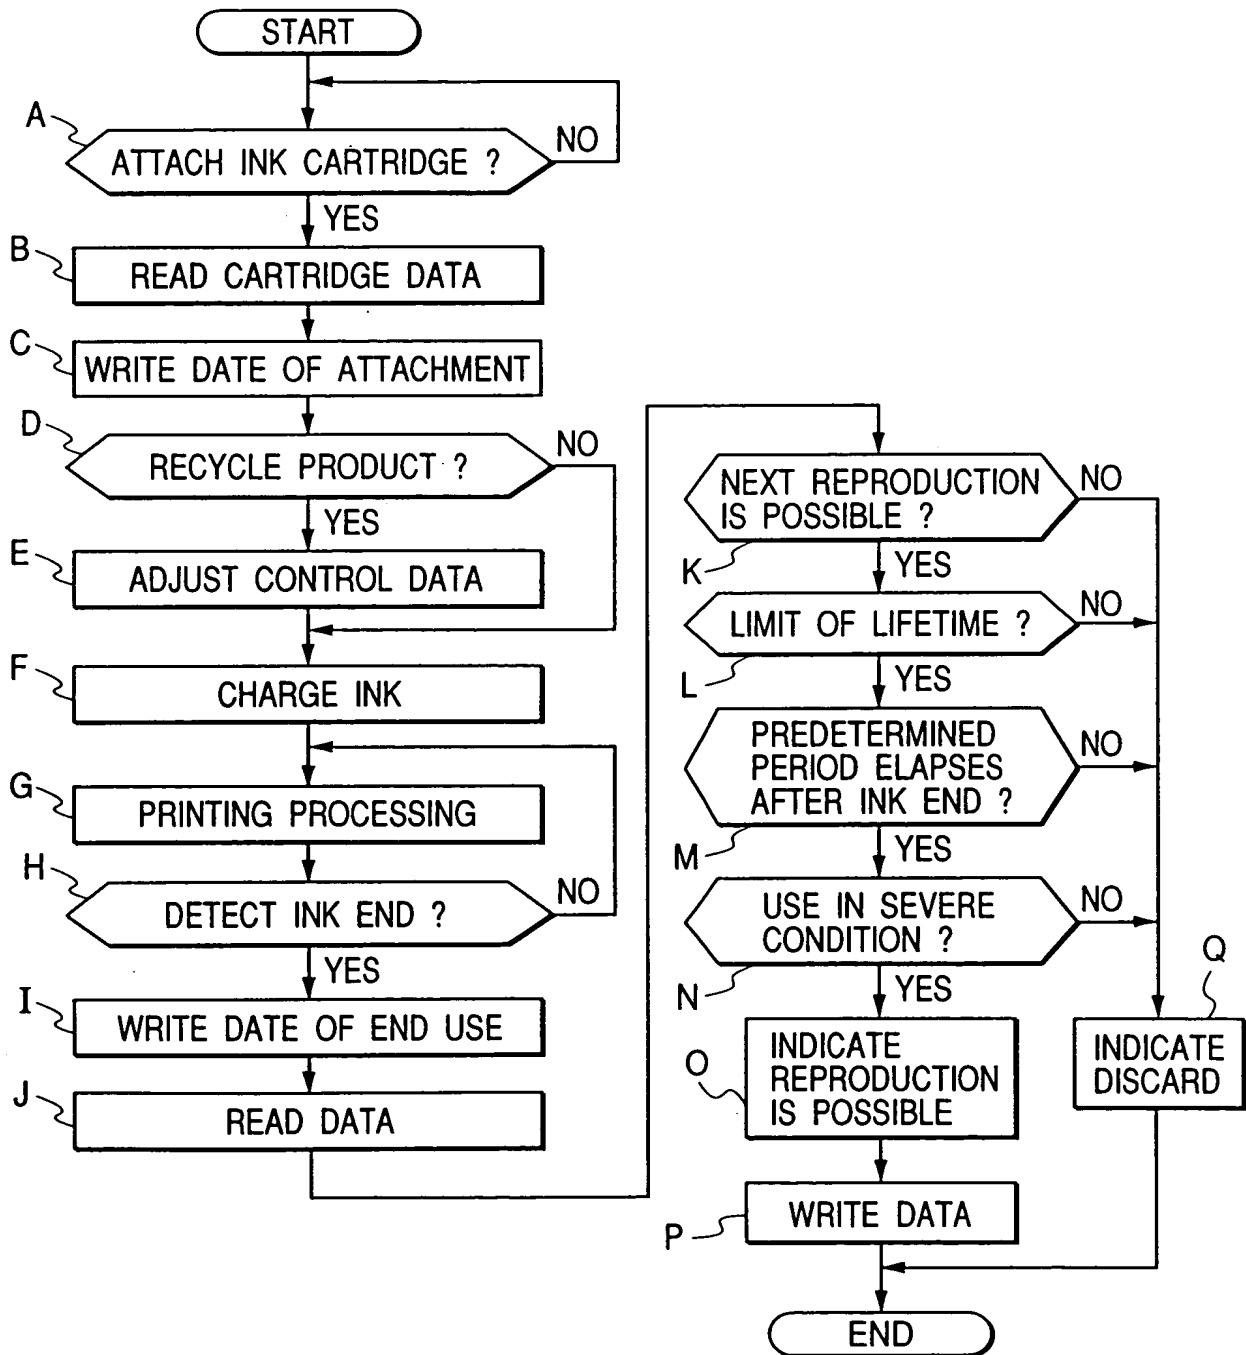 START
A
ATTACH INK CARTRIDGE ?
NO
YES
B
READ CARTRIDGE DATA
C
WRITE DATE OF ATTACHMENT
D
RECYCLE PRODUCT ?
NO
YES
E
ADJUST CONTROL DATA
F
CHARGE INK
G
PRINTING PROCESSING
H
DETECT INK END ?
NO
YES
I
WRITE DATE OF END USE
J
READ DATA
NEXT REPRODUCTION
IS POSSIBLE ?
NO
K
YES
LIMIT OF LIFETIME ?
NO
L
YES
PREDETERMINED
PERIOD ELAPSES
AFTER INK END ?
NO
M
YES
USE IN SEVERE
CONDITION ?
NO
N
YES
O
INDICATE
REPRODUCTION
IS POSSIBLE
Q
INDICATE
DISCARD
P
WRITE DATA
END